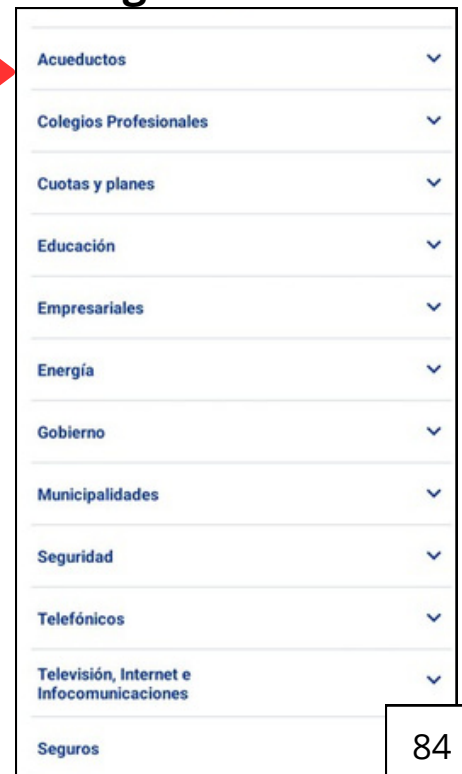 Acueductos
Colegios Profesionales
Cuotas y planes
Educación
Empresariales
Energía
Gobierno
Municipalidades
Seguridad
Telefónicos
Televisión, Internet e
Infocomunicaciones
Seguros
84